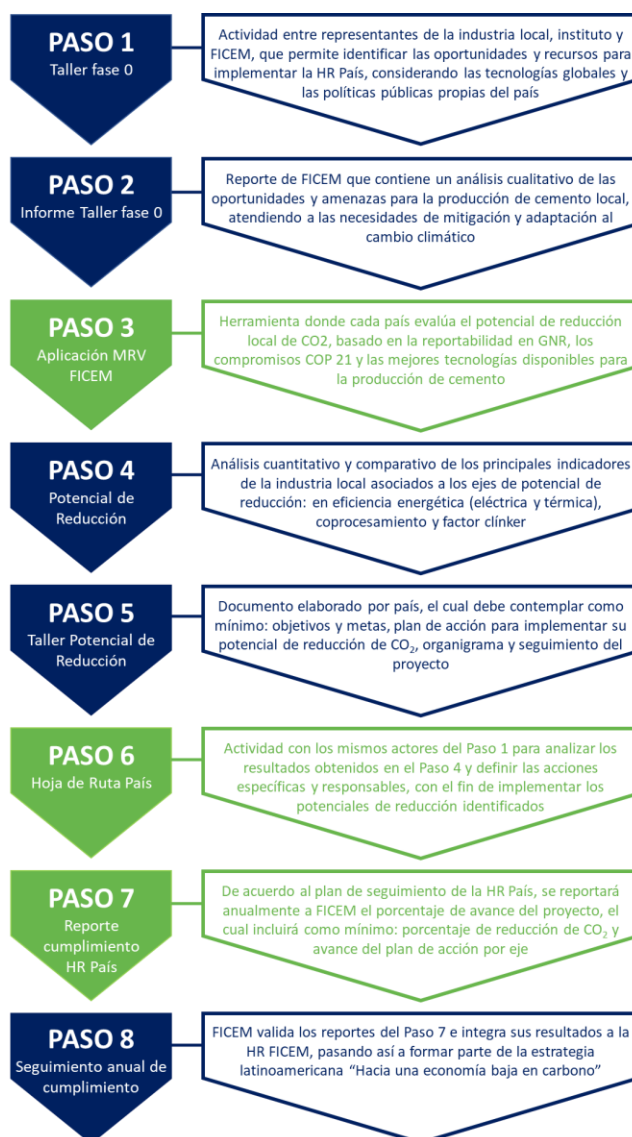 PASO 1
Taller fase 0
Actividad entre representantes de la industria local, instituto y
FICEM, que permite identificar las oportunidades y recursos para
implementar la HR País, considerando las tecnologías globales y
las políticas públicas propias del país
PASO 2
Informe Taller fase 0
Reporte de FICEM que contiene un análisis cualitativo de las
oportunidades y amenazas para la producción de cemento local,
atendiendo a las necesidades de mitigación y adaptación al
cambio climático
PASO 3
Aplicación MRV
FICEM
Herramienta donde cada país evalúa el potencial de reducción
local de CO2, basado en la reportabilidad en GNR, los
compromisos COP 21 y las mejores tecnologías disponibles para
la producción de cemento
PASO 4
Potencial de
Reducción
Análisis cuantitativo y comparativo de los principales indicadores
de la industria local asociados a los ejes de potencial de
reducción: en eficiencia energética (eléctrica y térmica),
coprocesamiento y factor clínker
PASO 5
Taller Potencial de
Reducción
Documento elaborado por país, el cual debe contemplar como
mínimo: objetivos y metas, plan de acción para implementar su
potencial de reducción de CO₂, organigrama y seguimiento del
proyecto
PASO 6
Hoja de Ruta País
Actividad con los mismos actores del Paso 1 para analizar los
resultados obtenidos en el Paso 4 y definir las acciones
específicas y responsables, con el fin de implementar los
potenciales de reducción identificados
PASO 7
Reporte
cumplimiento
HR País
De acuerdo al plan de seguimiento de la HR País, se reportará
anualmente a FICEM el porcentaje de avance del proyecto, el
cual incluirá como mínimo: porcentaje de reducción de CO₂ y
avance del plan de acción por eje
PASO 8
Seguimiento anual de
cumplimiento
FICEM valida los reportes del Paso 7 e integra sus resultados a la
HR FICEM, pasando así a formar parte de la estrategia
latinoamericana “Hacia una economía baja en carbono”